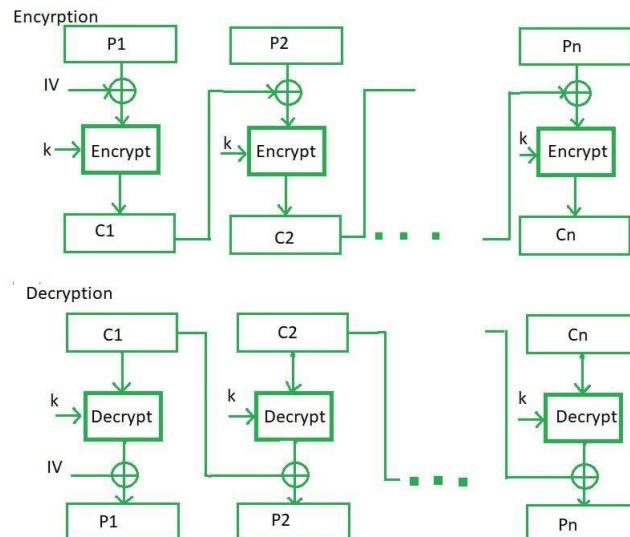 Encyrption
P1 P2 Pn
IV
k Encrypt k Encrypt k Encrypt
C1 C2 Cn
Decryption
C1 C2 Cn
k Decrypt k Decrypt k Decrypt
IV
P1 P2 Pn